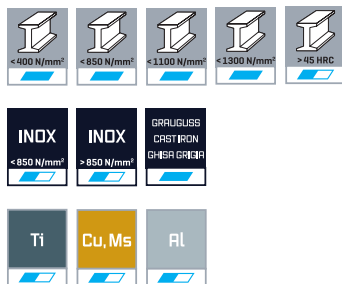 <400 N/mm² <850 N/mm² <1100 N/mm² <1300 N/mm² >45 HRC
INOX INOX GRAUGUSS
CAST IRON
GHISA GRIGIA
<850 N/mm² >850 N/mm²
Ti Cu, Ms Al